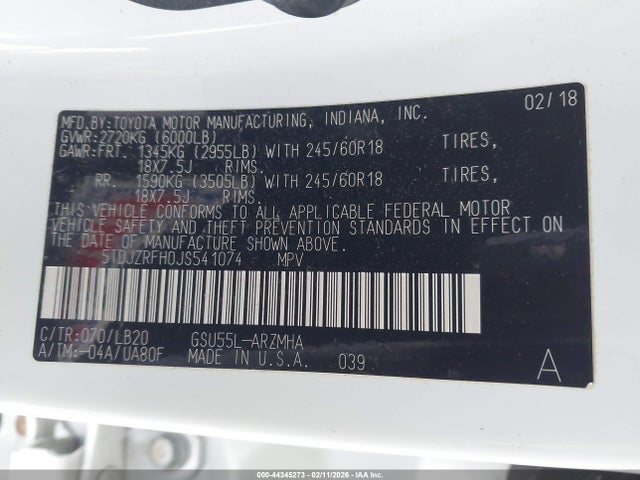 02/18
MFD.BY:TOYOTA MOTOR MANUFACTURING, INDIANA, INC.
GVWR:2720KG (6000LB)
GAWR:FRT. 1345KG (2955LB) WITH 245/60R18 TIRES,
18X7.5J RIMS.
RR. 1590KG (3505LB) WITH 245/60R18 TIRES,
18X7.5J RIMS.
THIS VEHICLE CONFORMS TO ALL APPLICABLE FEDERAL MOTOR
VEHICLE SAFETY AND THEFT PREVENTION STANDARDS IN EFFECT ON
THE DATE OF MANUFACTURE SHOWN ABOVE.
5TDJZRFH0JS541074 MPV
C/TR:070/LB20 GSU55L-ARZMHA
A/TM:-04A/UA80F MADE IN U.S.A. 039
A
000-44345273 - 02/11/2026 - IAA Inc.